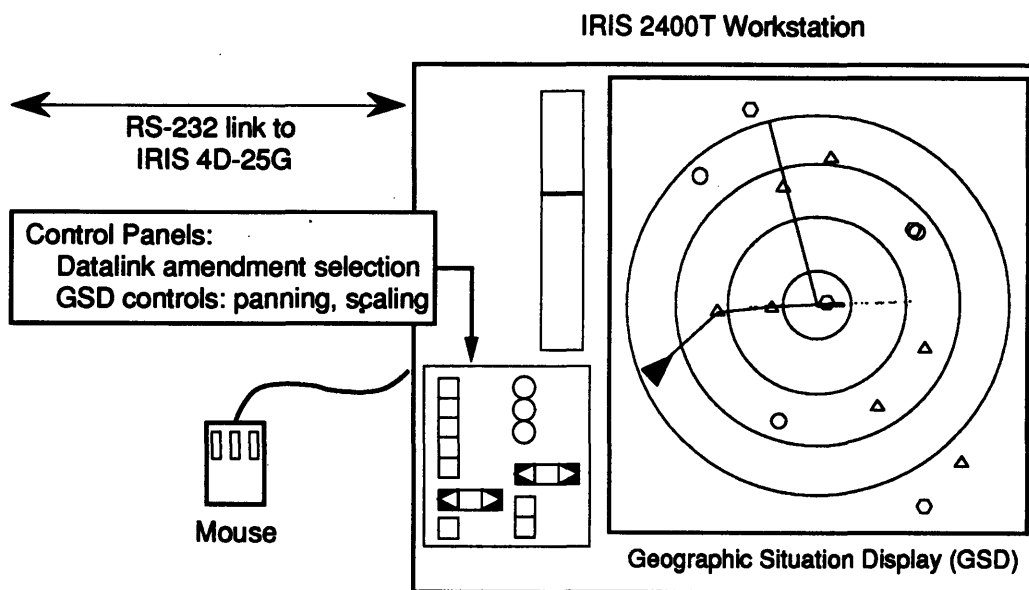 IRIS 2400T Workstation
RS-232 link to
IRIS 4D-25G
Control Panels:
Datalink amendment selection
GSD controls: panning, scaling
Mouse
Geographic Situation Display (GSD)